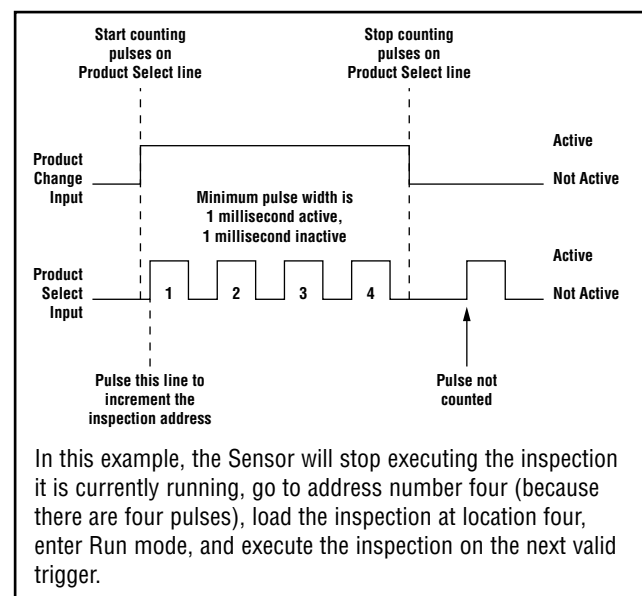 Start counting
pulses on
Product Select line
Stop counting
pulses on
Product Select line
Product
Change
Input
Active
Not Active
Minimum pulse width is
1 millisecond active,
1 millisecond inactive
Product
Select
Input
1 2 3 4
Active
Not Active
Pulse this line to
increment the
inspection address
Pulse not
counted
In this example, the Sensor will stop executing the inspection
it is currently running, go to address number four (because
there are four pulses), load the inspection at location four,
enter Run mode, and execute the inspection on the next valid
trigger.